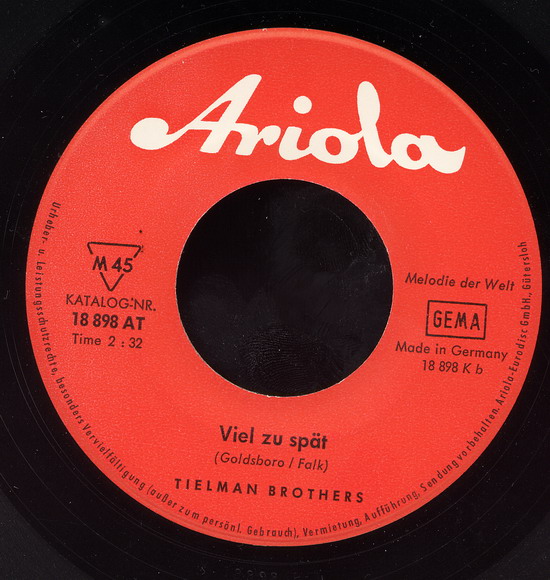 Ariola
M 45
KATALOG-NR.
18 898 AT
Time 2 : 32
Melodie der Welt
GEMA
Made in Germany
18 898 K b
Viel zu spät
(Goldsboro / Falk)
TIELMAN BROTHERS
Urheber- u. Leistungsschutzrechte, besonders Vervielfältigung (außer zum persönl. Gebrauch), Vermietung, Aufführung, Sendung vorbehalten. Ariola-Eurodisc GmbH., Gütersloh